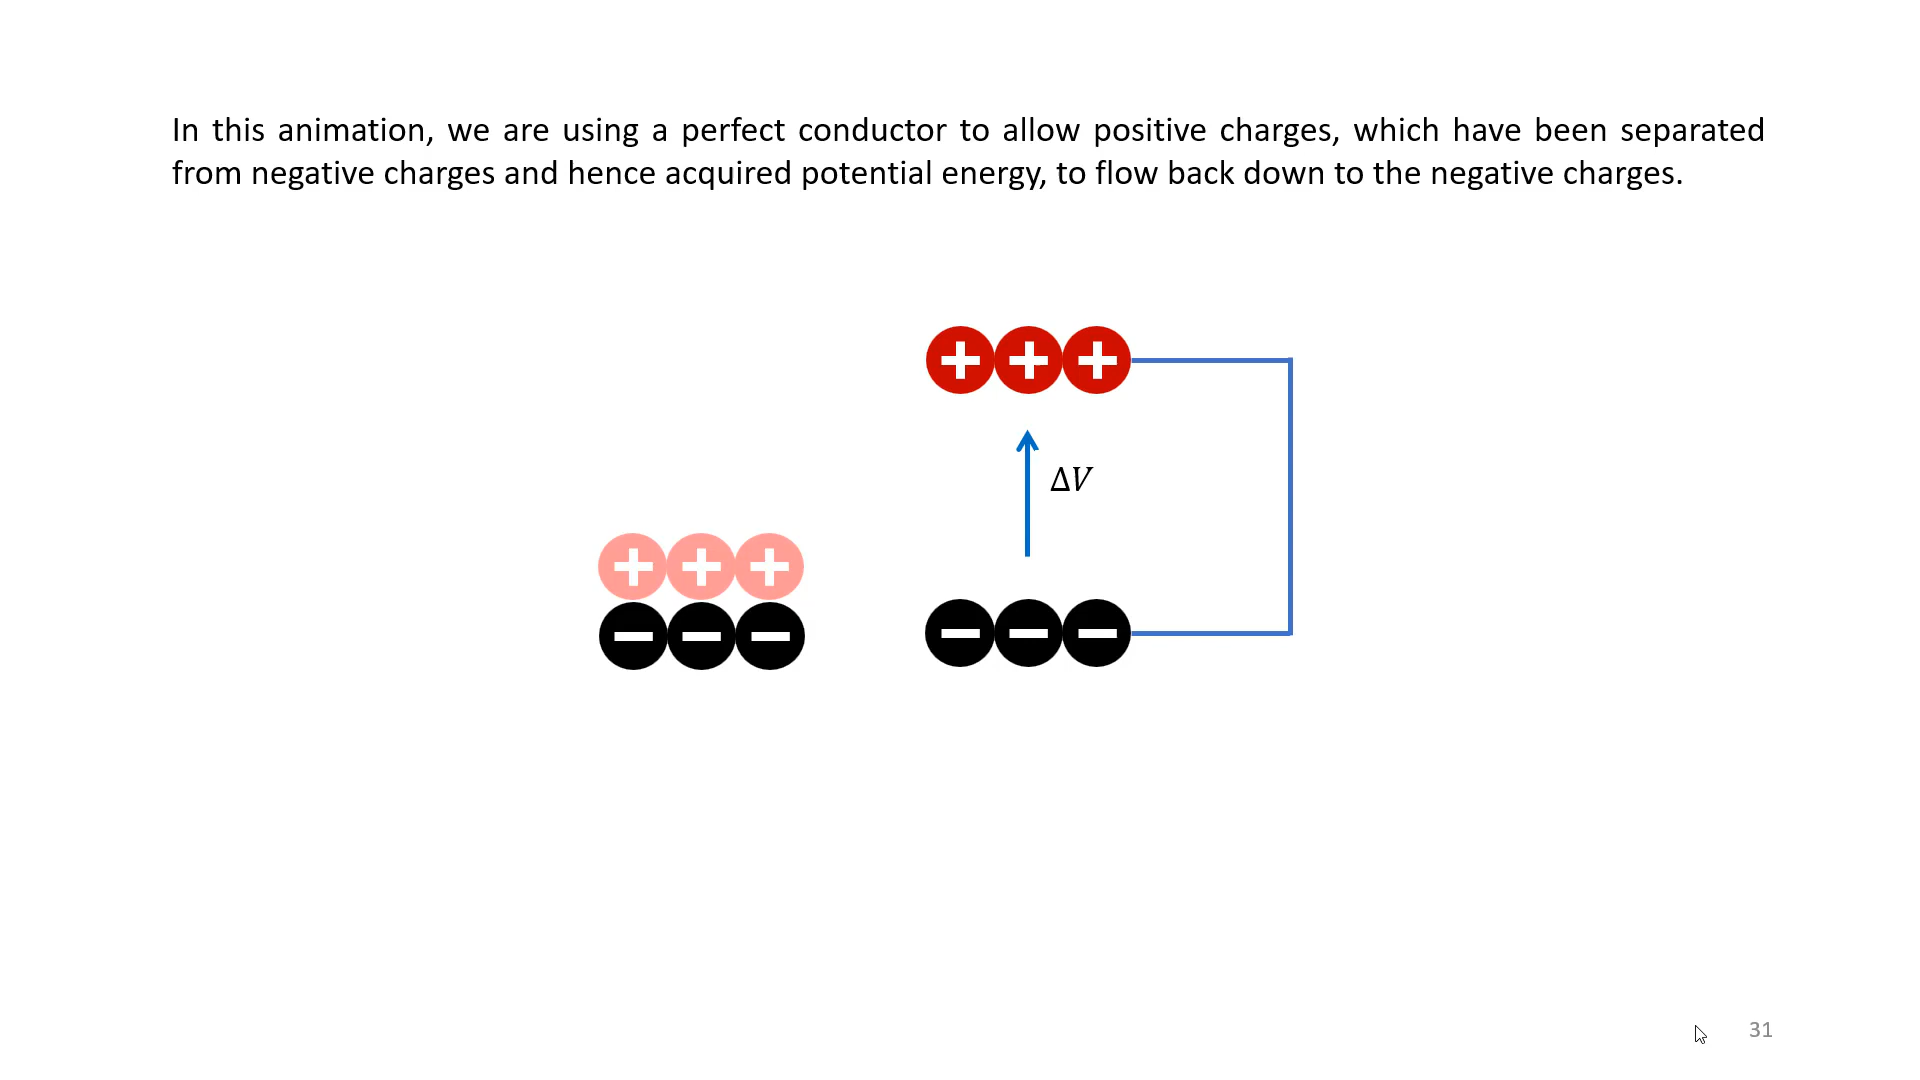 In this animation, we are using a perfect conductor to allow positive charges, which have been separated
from negative charges and hence acquired potential energy, to flow back down to the negative charges.
ΔV
31